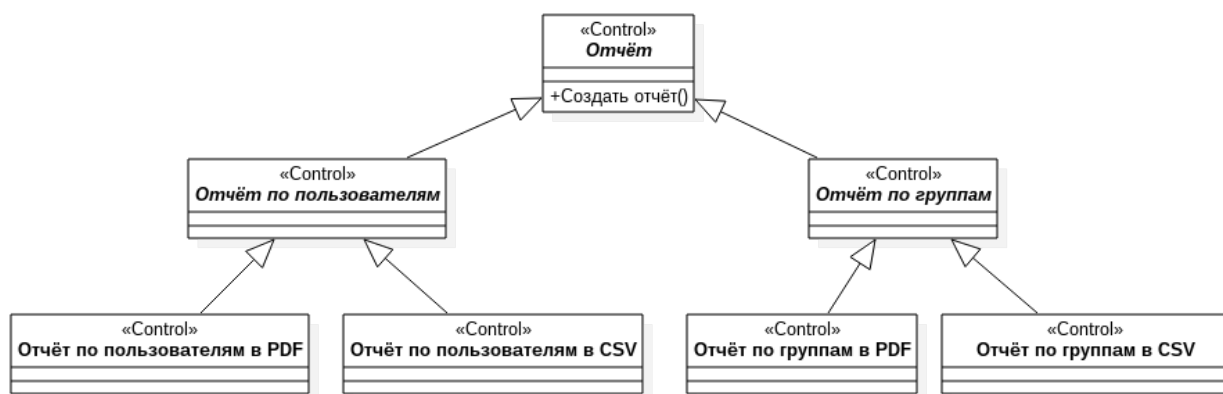 «Control»
Отчёт
+Создать отчёт()
«Control»
Отчёт по пользователям
«Control»
Отчёт по группам
«Control»
Отчёт по пользователям в PDF
«Control»
Отчёт по пользователям в CSV
«Control»
Отчёт по группам в PDF
«Control»
Отчёт по группам в CSV